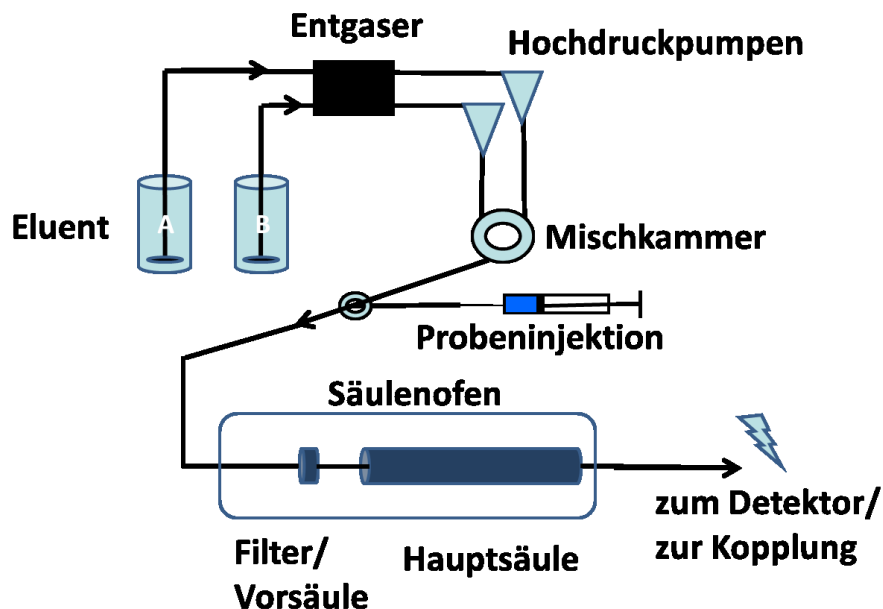 Entgaser
Hochdruckpumpen
A
B
Eluent
Mischkammer
Probeninjektion
Säulenofen
zum Detektor/
zur Kopplung
Filter/
Vorsäule
Hauptsäule